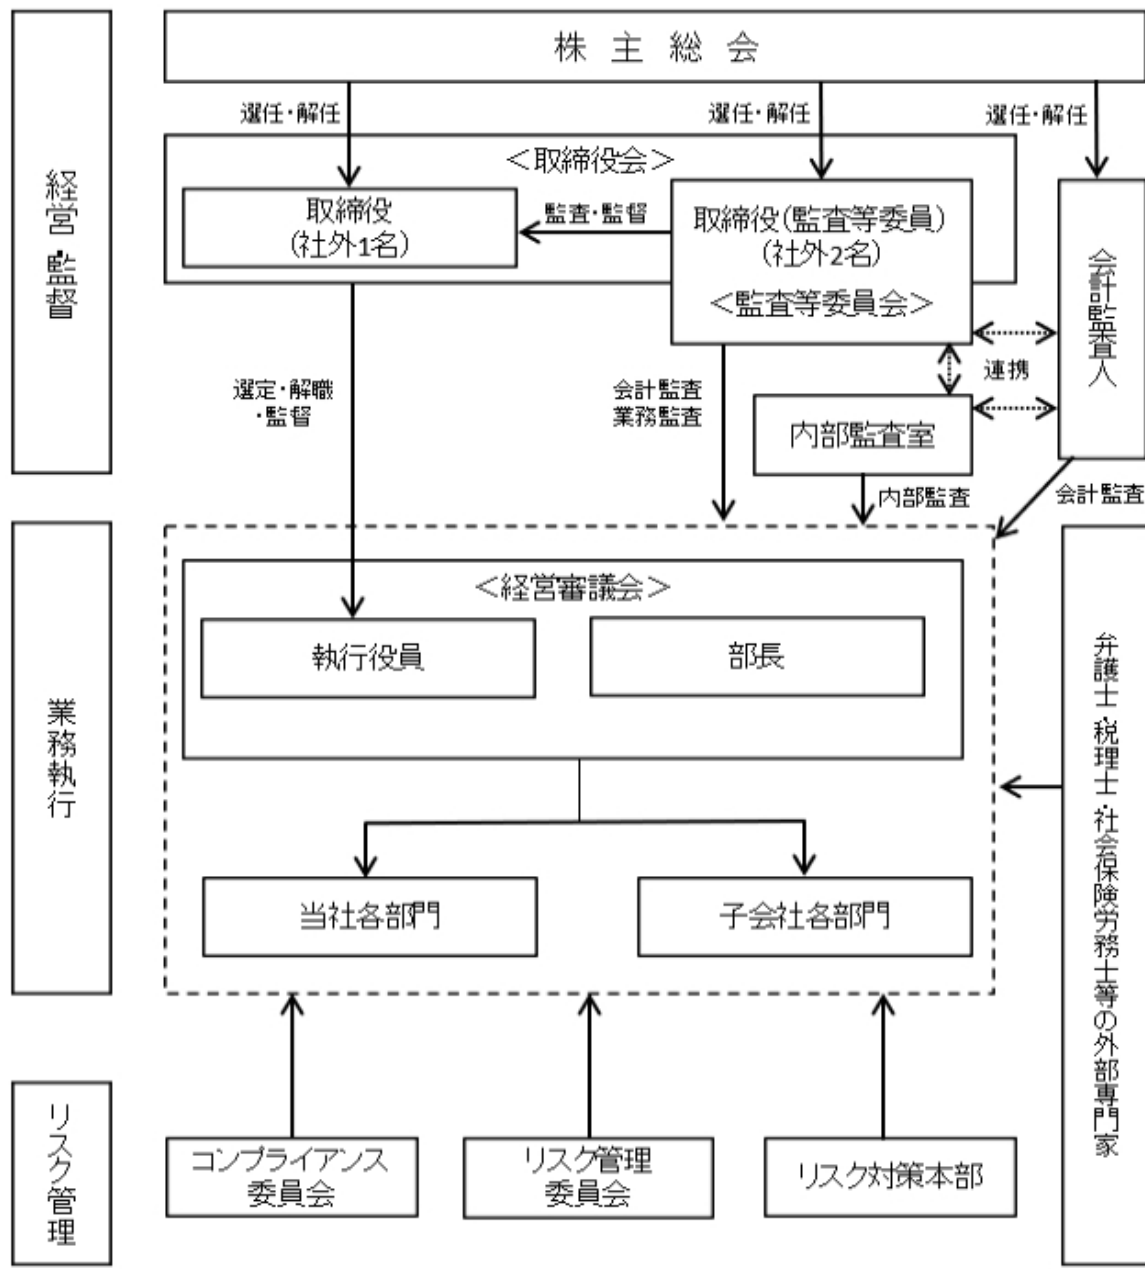 株主総会
選任・解任
選任・解任
選任・解任
経営・監督
＜取締役会＞
取締役
(社外1名)
監査・監督
取締役(監査等委員)
(社外2名)
＜監査等委員会＞
会計監査人
連携
選定・解職
・監督
会計監査
業務監査
内部監査室
内部監査
会計監査
業務執行
＜経営審議会＞
執行役員
部長
当社各部門
子会社各部門
弁護士・税理士・社会保険労務士等の外部専門家
リスク管理
コンプライアンス
委員会
リスク管理
委員会
リスク対策本部